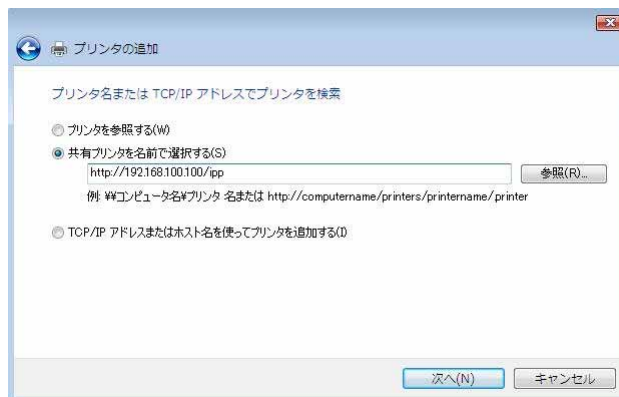 プリンタの追加
プリンタ名または TCP/IP アドレスでプリンタを検索
プリンタを参照する(W)
共有プリンタを名前で選択する(S)
http://192.168.100.100/ipp
参照(R)...
例: ¥¥コンピュータ名¥プリンタ 名または http://computername/printers/printername/printer
TCP/IP アドレスまたはホスト名を使ってプリンタを追加する(I)
次へ(N)
キャンセル